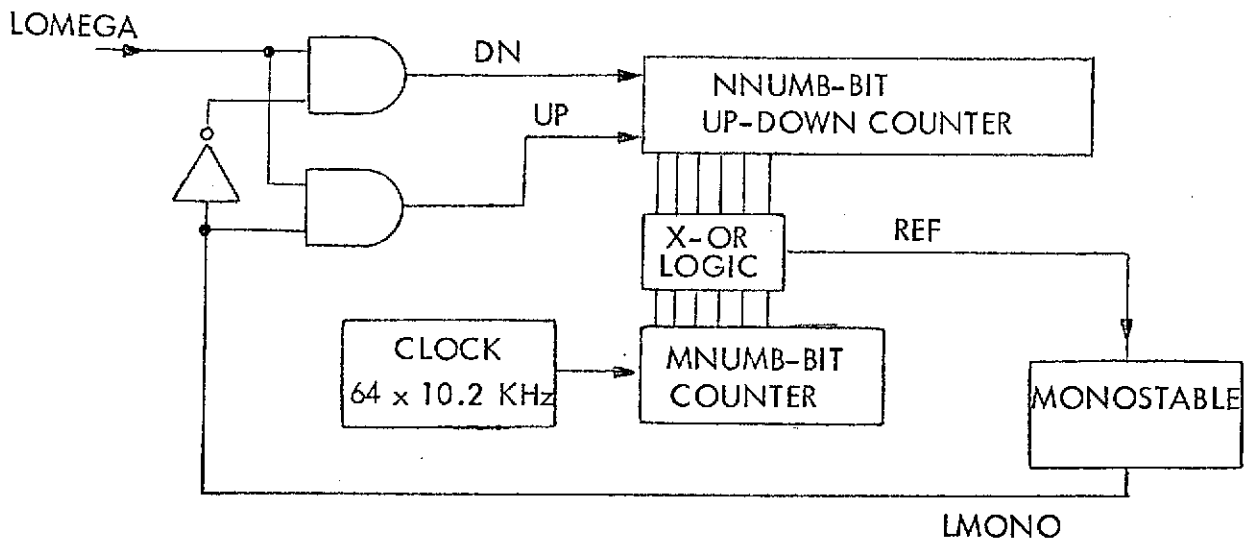 LOMEGA
DN
UP
NNUMB-BIT
UP-DOWN COUNTER
X-OR
LOGIC
REF
CLOCK
64 x 10.2 KHz
MNUMB-BIT
COUNTER
MONOSTABLE
LMONO